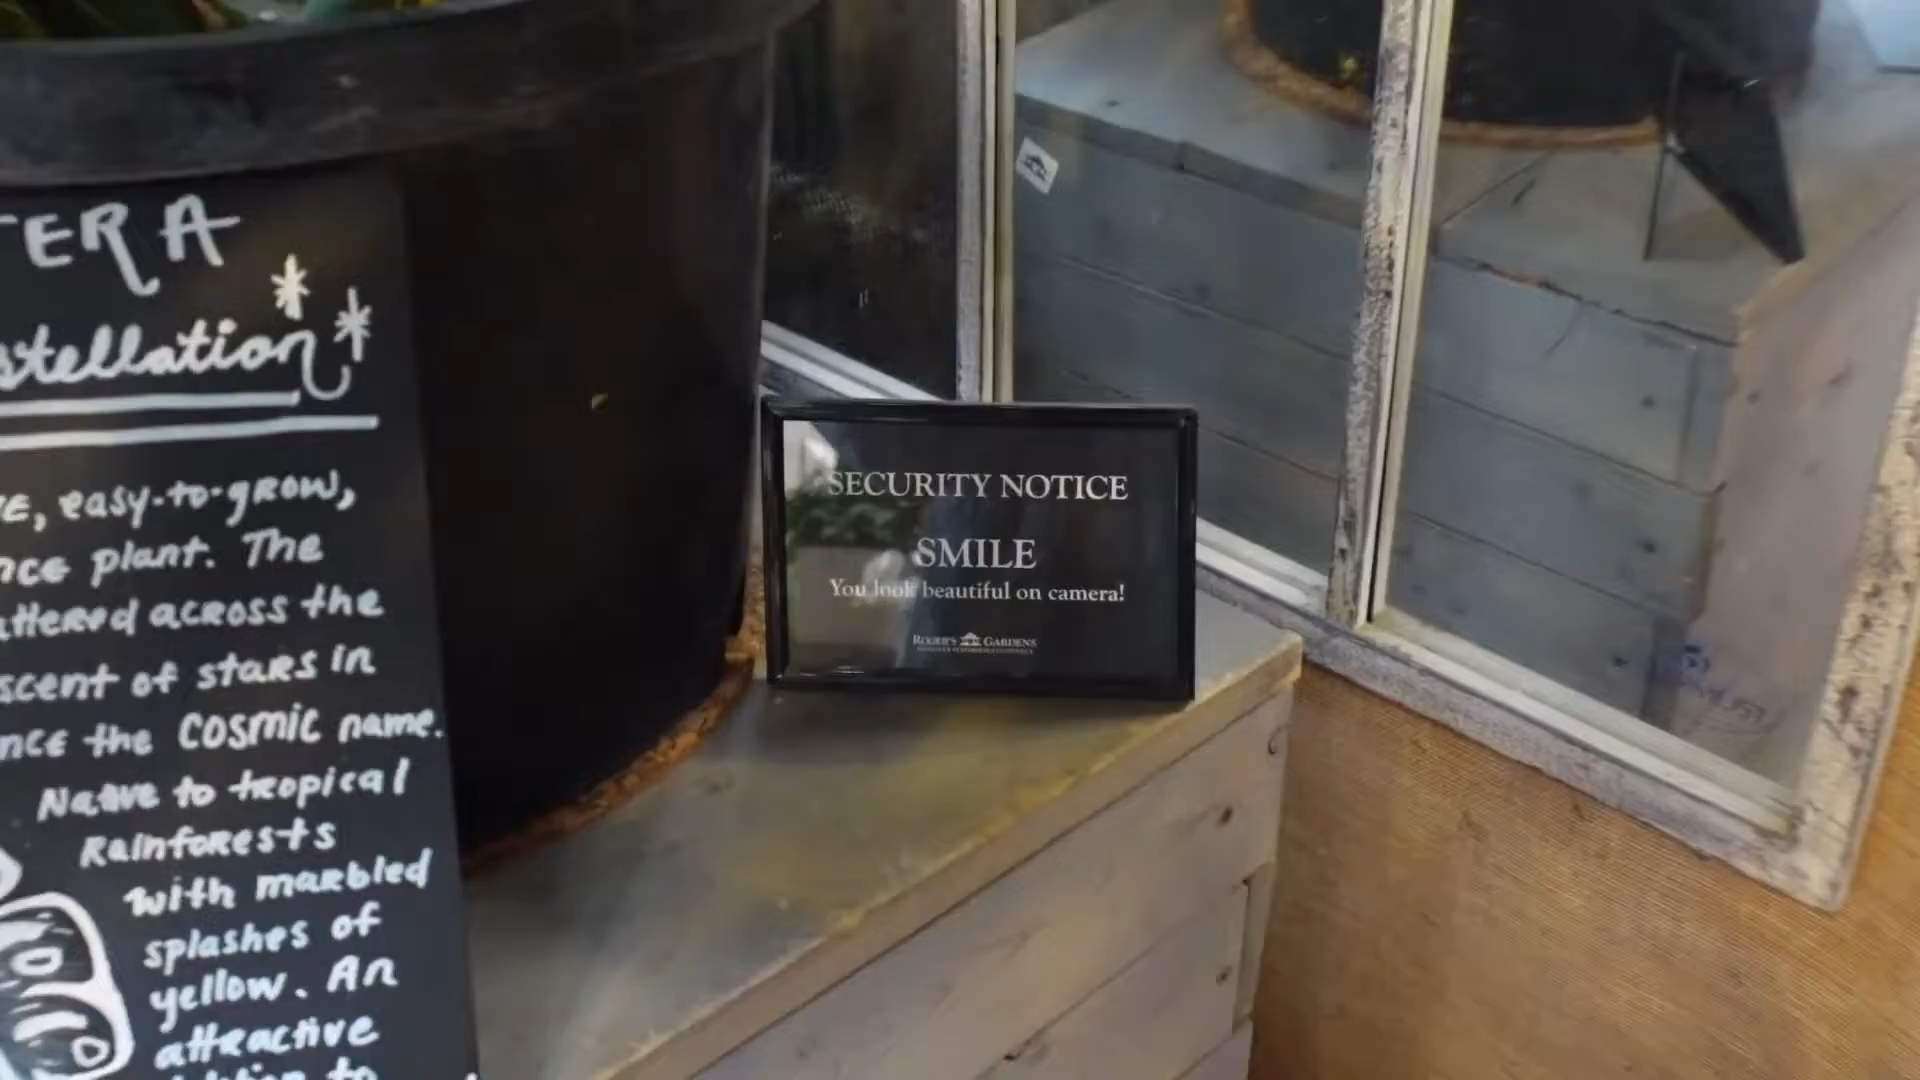 TERA
stellation
E, easy-to-grow,
nce plant. The
attered across the
scent of stars in
nce the cosmic name.
Native to tropical
Rainforests
with marbled
splashes of
yellow. An
attractive
SECURITY NOTICE
SMILE
You look beautiful on camera!
ROGER'S GARDENS